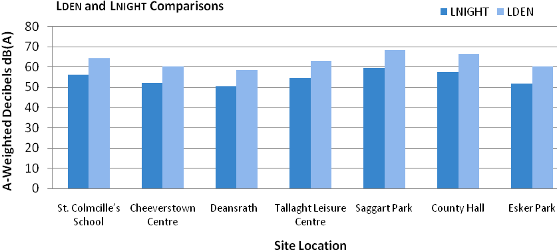 LDEN and LNIGHT Comparisons
LNIGHT LDEN
A-Weighted Decibels dB(A)
80
70
60
50
40
30
20
10
0
St. Colmcille's School
Cheeverstown Centre
Deansrath
Tallaght Leisure Centre
Saggart Park
County Hall
Esker Park
Site Location